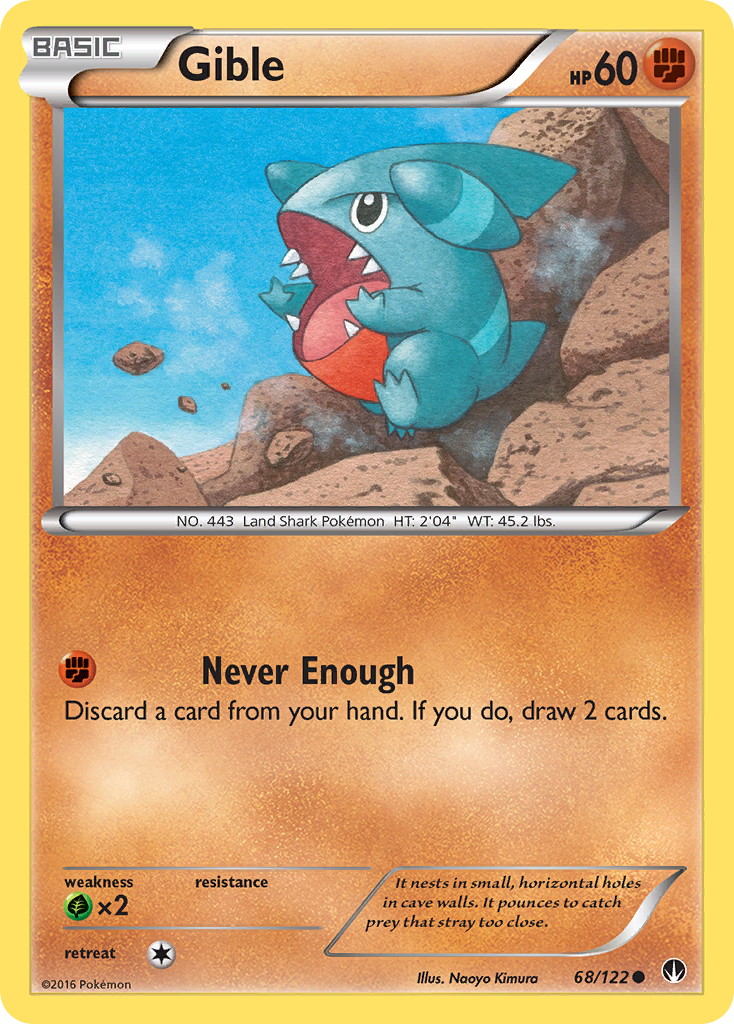 BASIC
Gible
HP 60
NO. 443 Land Shark Pokémon HT: 2'04" WT: 45.2 lbs.
Never Enough
Discard a card from your hand. If you do, draw 2 cards.
weakness
×2
resistance
retreat
It nests in small, horizontal holes
in cave walls. It pounces to catch
prey that stray too close.
©2016 Pokémon
Illus. Naoyo Kimura
68/122